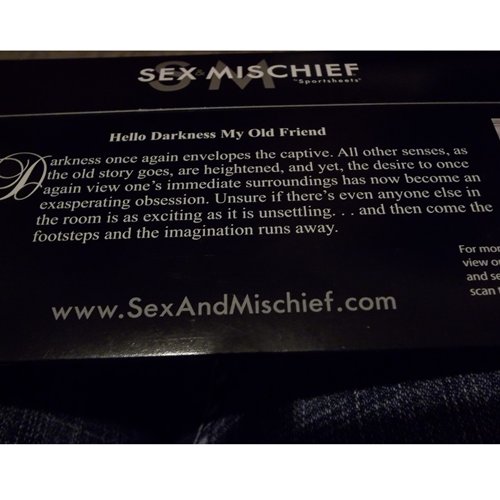 S&M
SEX MISCHIEF
by Sportsheets
Hello Darkness My Old Friend
Darkness once again envelopes the captive. All other senses, as
the old story goes, are heightened, and yet, the desire to once
again view one's immediate surroundings has now become an
exasperating obsession. Unsure if there's even anyone else in
the room is as exciting as it is unsettling. . . and then come the
footsteps and the imagination runs away.
For mor
view ou
and se
scan t
www.SexAndMischief.com